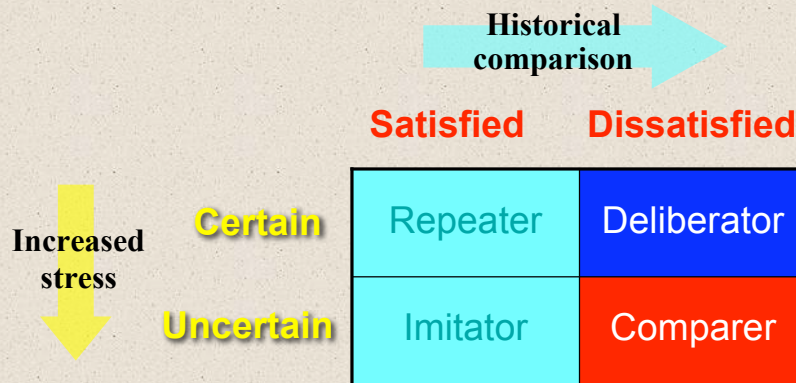 Historical
comparison
Satisfied Dissatisfied
Increased
stress
Certain Repeater Deliberator
Uncertain Imitator Comparer